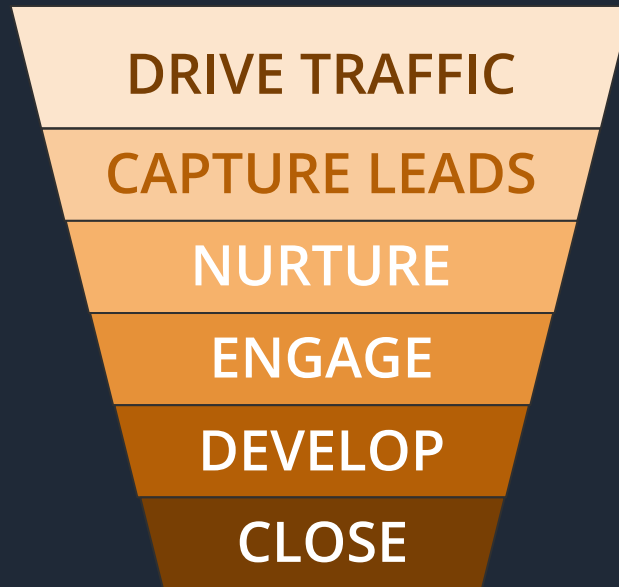 DRIVE TRAFFIC
CAPTURE LEADS
NURTURE
ENGAGE
DEVELOP
CLOSE